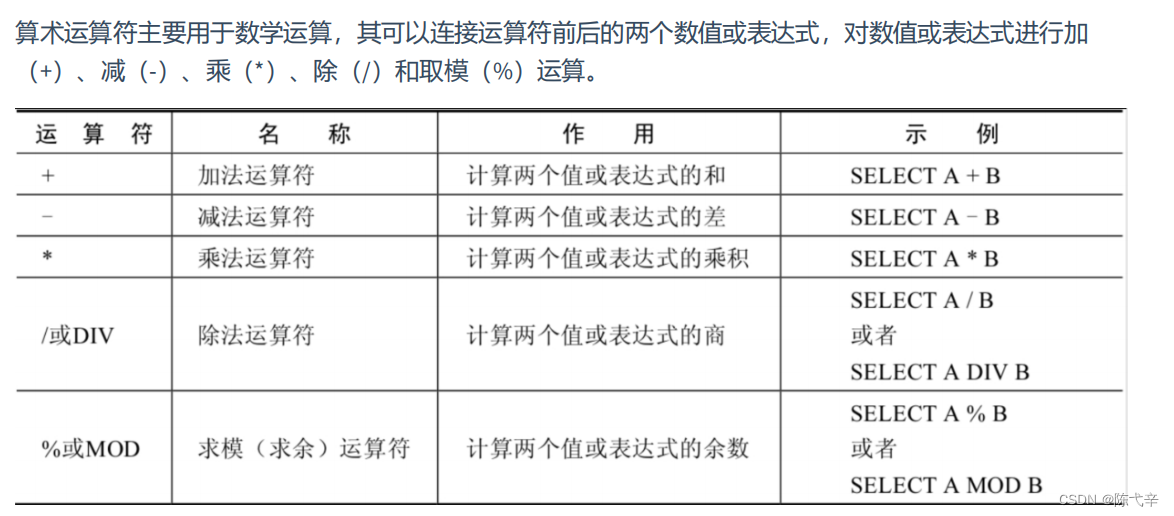 算术运算符主要用于数学运算，其可以连接运算符前后的两个数值或表达式，对数值或表达式进行加
（+）、减（-）、乘（*）、除（/）和取模（%）运算。
运 算 符 名 称 作 用 示 例
+ 加法运算符 计算两个值或表达式的和 SELECT A + B
- 减法运算符 计算两个值或表达式的差 SELECT A - B
* 乘法运算符 计算两个值或表达式的乘积 SELECT A * B
/或DIV 除法运算符 计算两个值或表达式的商 SELECT A / B
或者
SELECT A DIV B
%或MOD 求模（求余）运算符 计算两个值或表达式的余数 SELECT A % B
或者
SELECT A MOD B
CSDN @陈弋辛